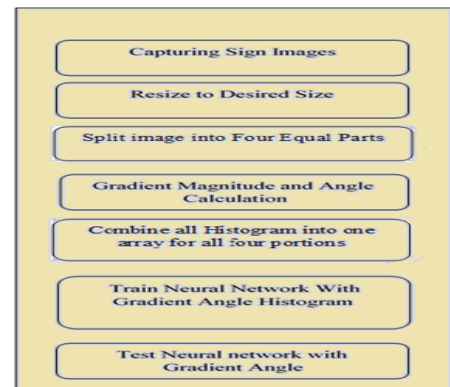 Capturing Sign Images
Resize to Desired Size
Split image into Four Equal Parts
Gradient Magnitude and Angle
Calculation
Combine all Histogram into one
array for all four portions
Train Neural Network With
Gradient Angle Histogram
Test Neural network with
Gradient Angle